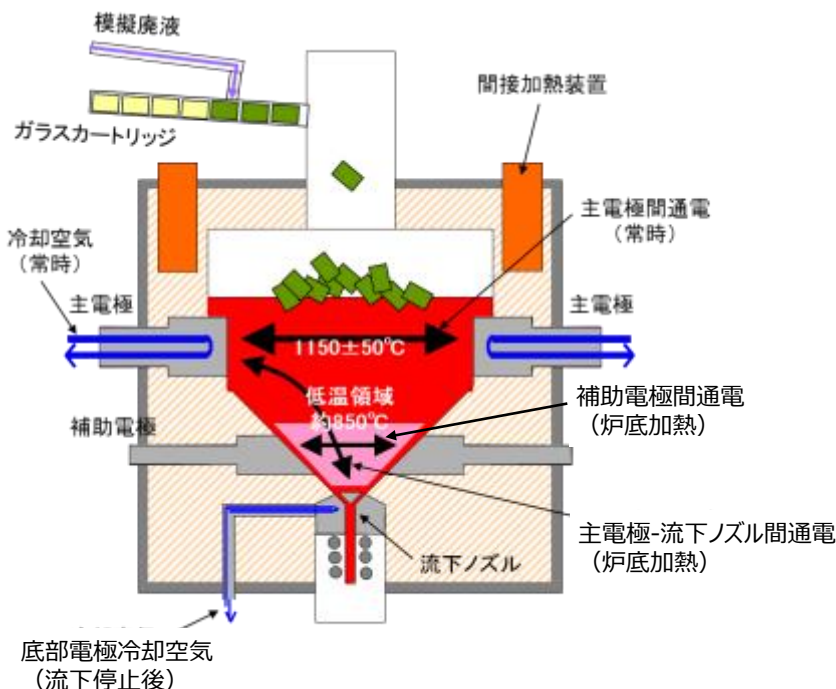 模擬廃液
ガラスカートリッジ
間接加熱装置
主電極間通電
(常時)
冷却空気
(常時)
主電極
主電極
1150±50℃
低温領域
約850℃
補助電極
補助電極間通電
(炉底加熱)
主電極-流下ノズル間通電
(炉底加熱)
流下ノズル
底部電極冷却空気
(流下停止後)